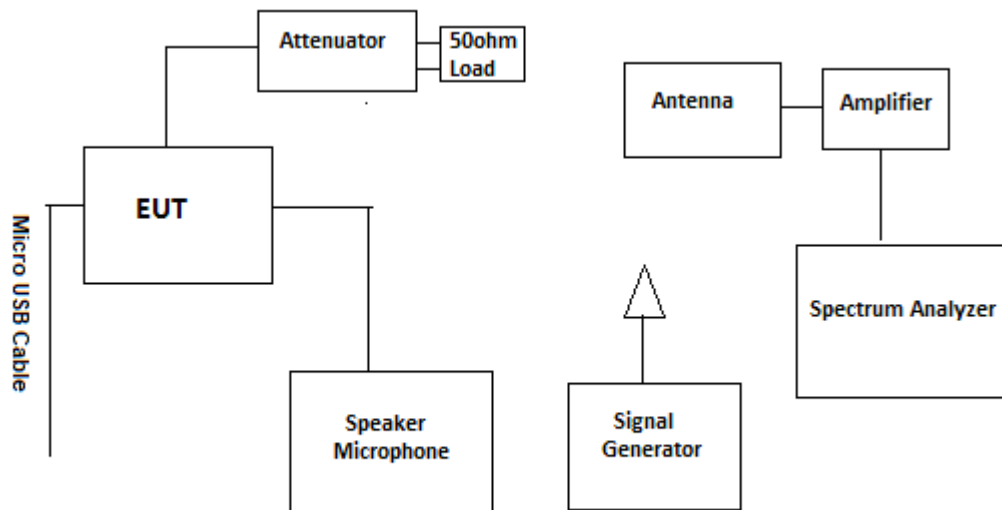 Attenuator
50ohm
Load
Antenna
Amplifier
EUT
Micro USB Cable
Spectrum Analyzer
Speaker
Microphone
Signal
Generator